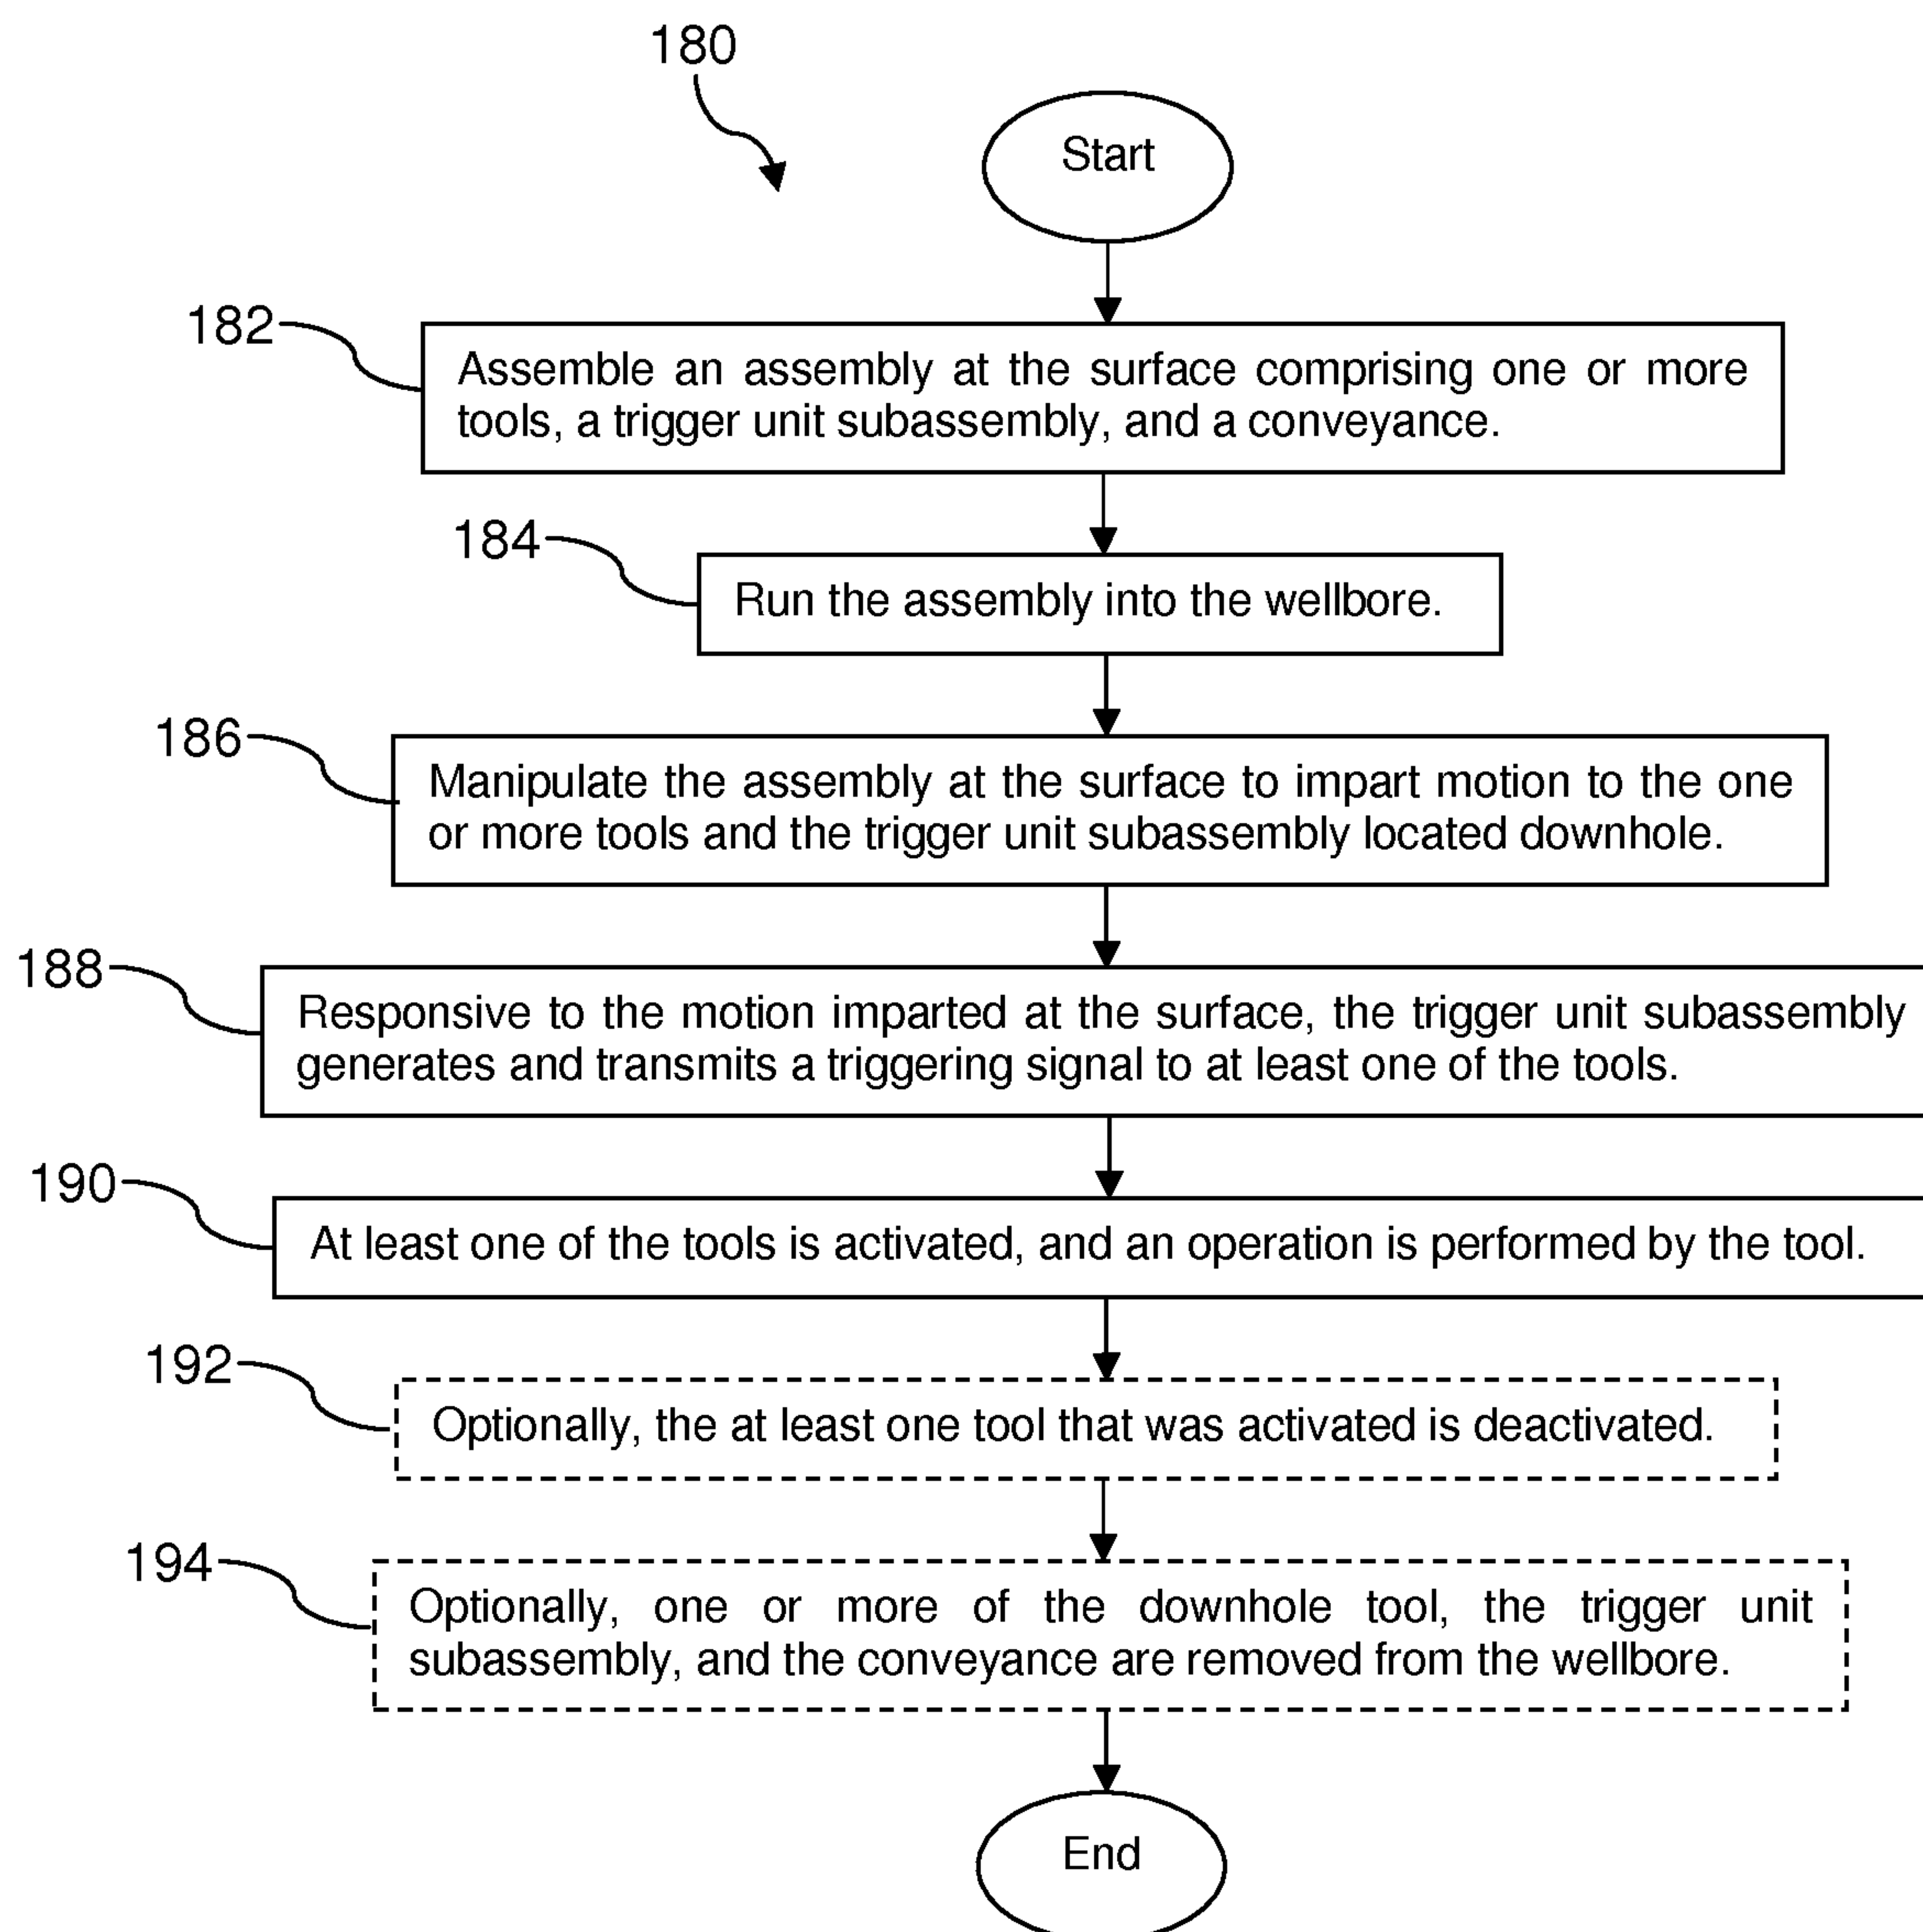 180
Start
182
Assemble an assembly at the surface comprising one or more
tools, a trigger unit subassembly, and a conveyance.
184
Run the assembly into the wellbore.
186
Manipulate the assembly at the surface to impart motion to the one
or more tools and the trigger unit subassembly located downhole.
188
Responsive to the motion imparted at the surface, the trigger unit subassembly
generates and transmits a triggering signal to at least one of the tools.
190
At least one of the tools is activated, and an operation is performed by the tool.
192
Optionally, the at least one tool that was activated is deactivated.
194
Optionally, one or more of the downhole tool, the trigger unit
subassembly, and the conveyance are removed from the wellbore.
End